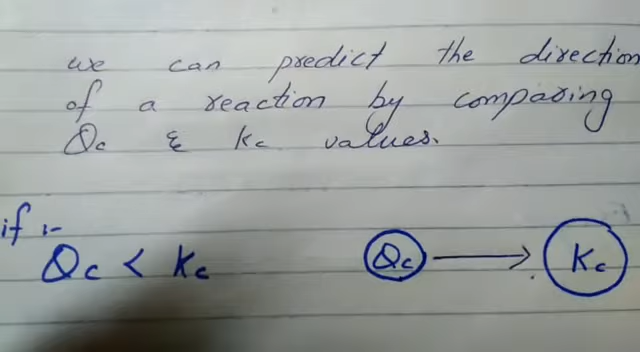 we can predict the direction
of a reaction by comparing
Qc & Kc values.
if :-
Qc < Kc Qc → Kc